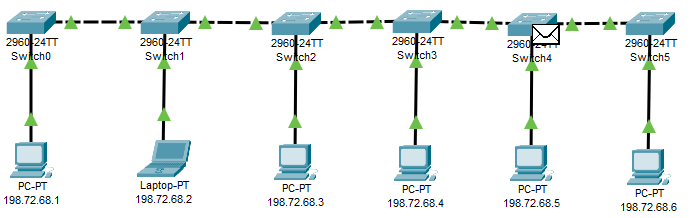 2960-24TT
Switch0
2960-24TT
Switch1
2960-24TT
Switch2
2960-24TT
Switch3
2960-24TT
Switch4
2960-24TT
Switch5
PC-PT
198.72.68.1
Laptop-PT
198.72.68.2
PC-PT
198.72.68.3
PC-PT
198.72.68.4
PC-PT
198.72.68.5
PC-PT
198.72.68.6